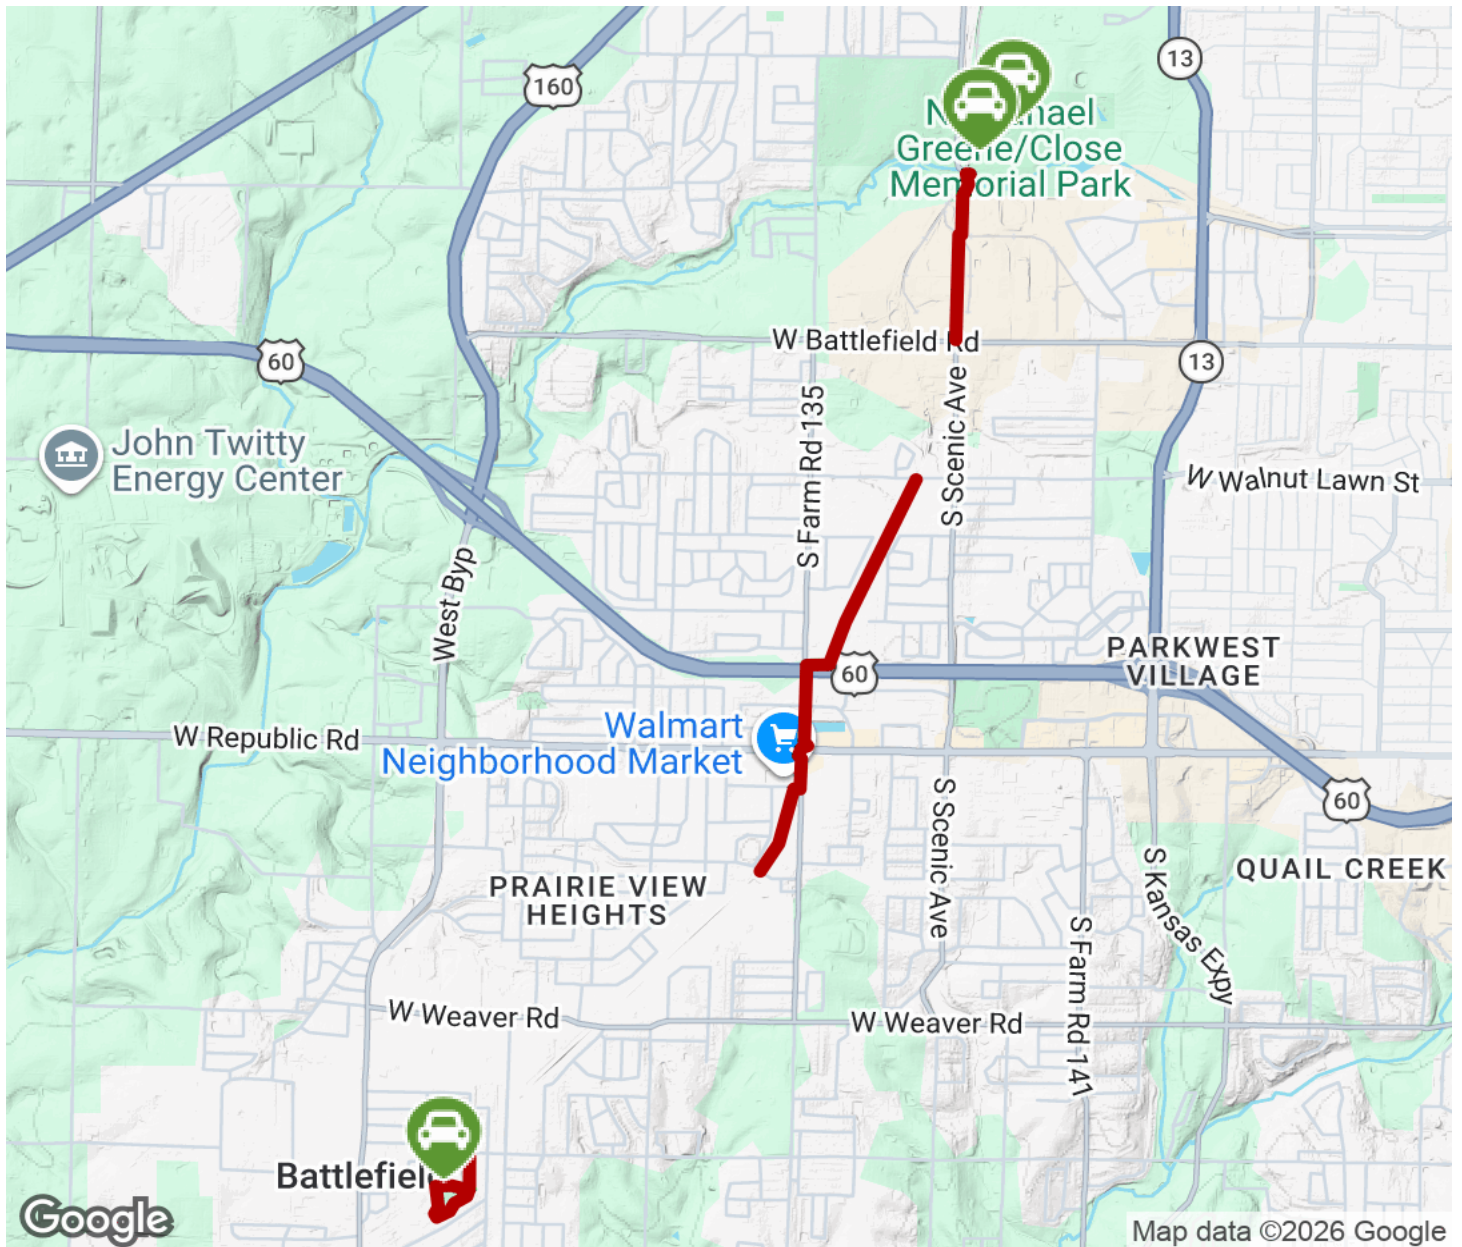 13
160
N hael
Greene/Close
Memorial Park
W Battlefield Rd
60
13
John Twitty
Energy Center
S Farm Rd 135
S Scenic Ave
W Walnut Lawn St
West Byp
PARKWEST
VILLAGE
60
W Republic Rd
Walmart
Neighborhood Market
60
S Scenic Ave
S Kansas Expy
QUAIL CREEK
PRAIRIE VIEW
HEIGHTS
S Farm Rd 141
W Weaver Rd
W Weaver Rd
Battlefield
Google
Map data ©2026 Google